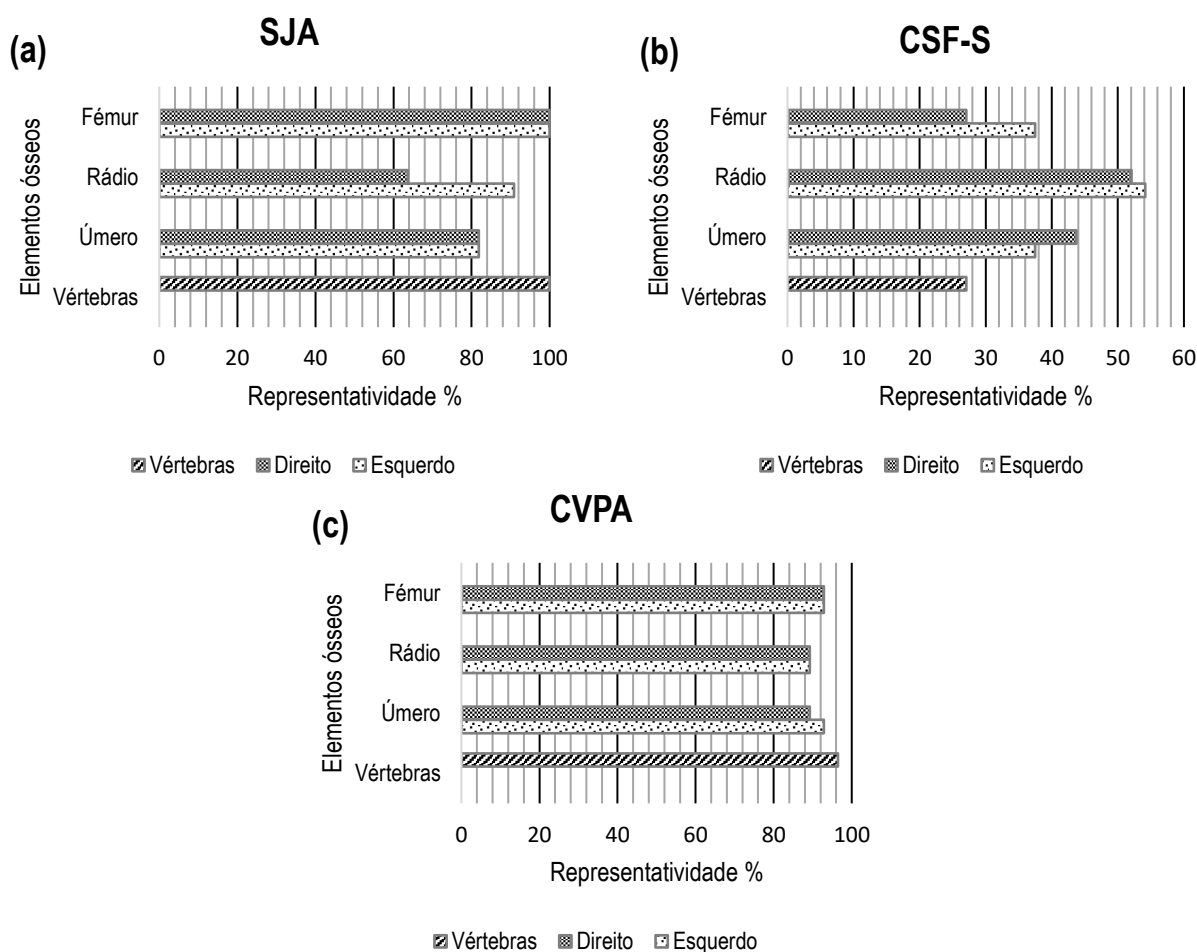 (a)
SJA
Elementos ósseos
Fémur
Rádio
Úmero
Vértebras
0 20 40 60 80 100
Representatividade %
Vértebras Direito Esquerdo
(b)
CSF-S
Elementos ósseos
Fémur
Rádio
Úmero
Vértebras
0 10 20 30 40 50 60
Representatividade %
Vértebras Direito Esquerdo
(c)
CVPA
Elementos ósseos
Fémur
Rádio
Úmero
Vértebras
0 20 40 60 80 100
Representatividade %
Vértebras Direito Esquerdo